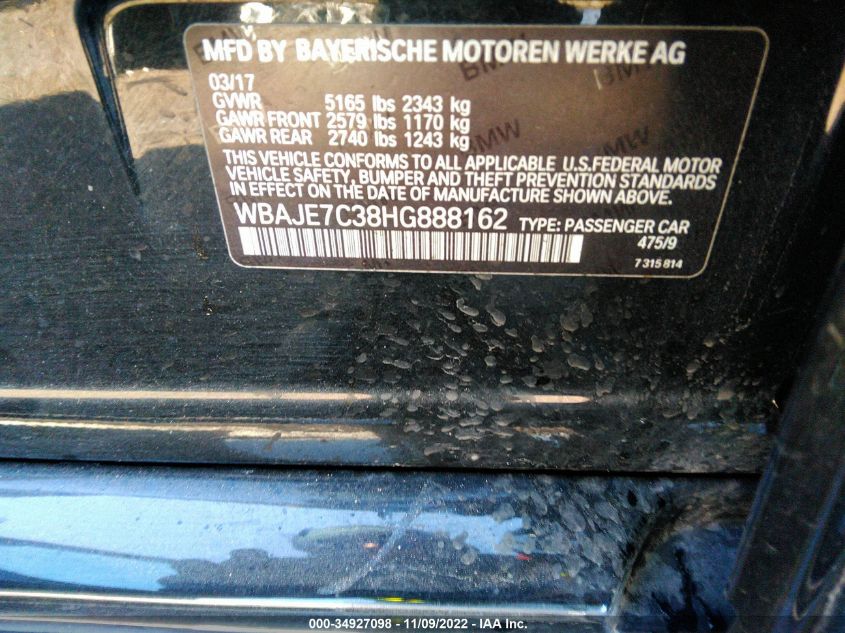 MFD BY BAYERISCHE MOTOREN WERKE AG
03/17
GVWR 5165 lbs 2343 kg
GAWR FRONT 2579 lbs 1170 kg
GAWR REAR 2740 lbs 1243 kg
THIS VEHICLE CONFORMS TO ALL APPLICABLE U.S.FEDERAL MOTOR
VEHICLE SAFETY, BUMPER AND THEFT PREVENTION STANDARDS
IN EFFECT ON THE DATE OF MANUFACTURE SHOWN ABOVE.
WBAJE7C38HG888162 TYPE: PASSENGER CAR
475/9
7 315 814
000-34927098 - 11/09/2022 - IAA Inc.